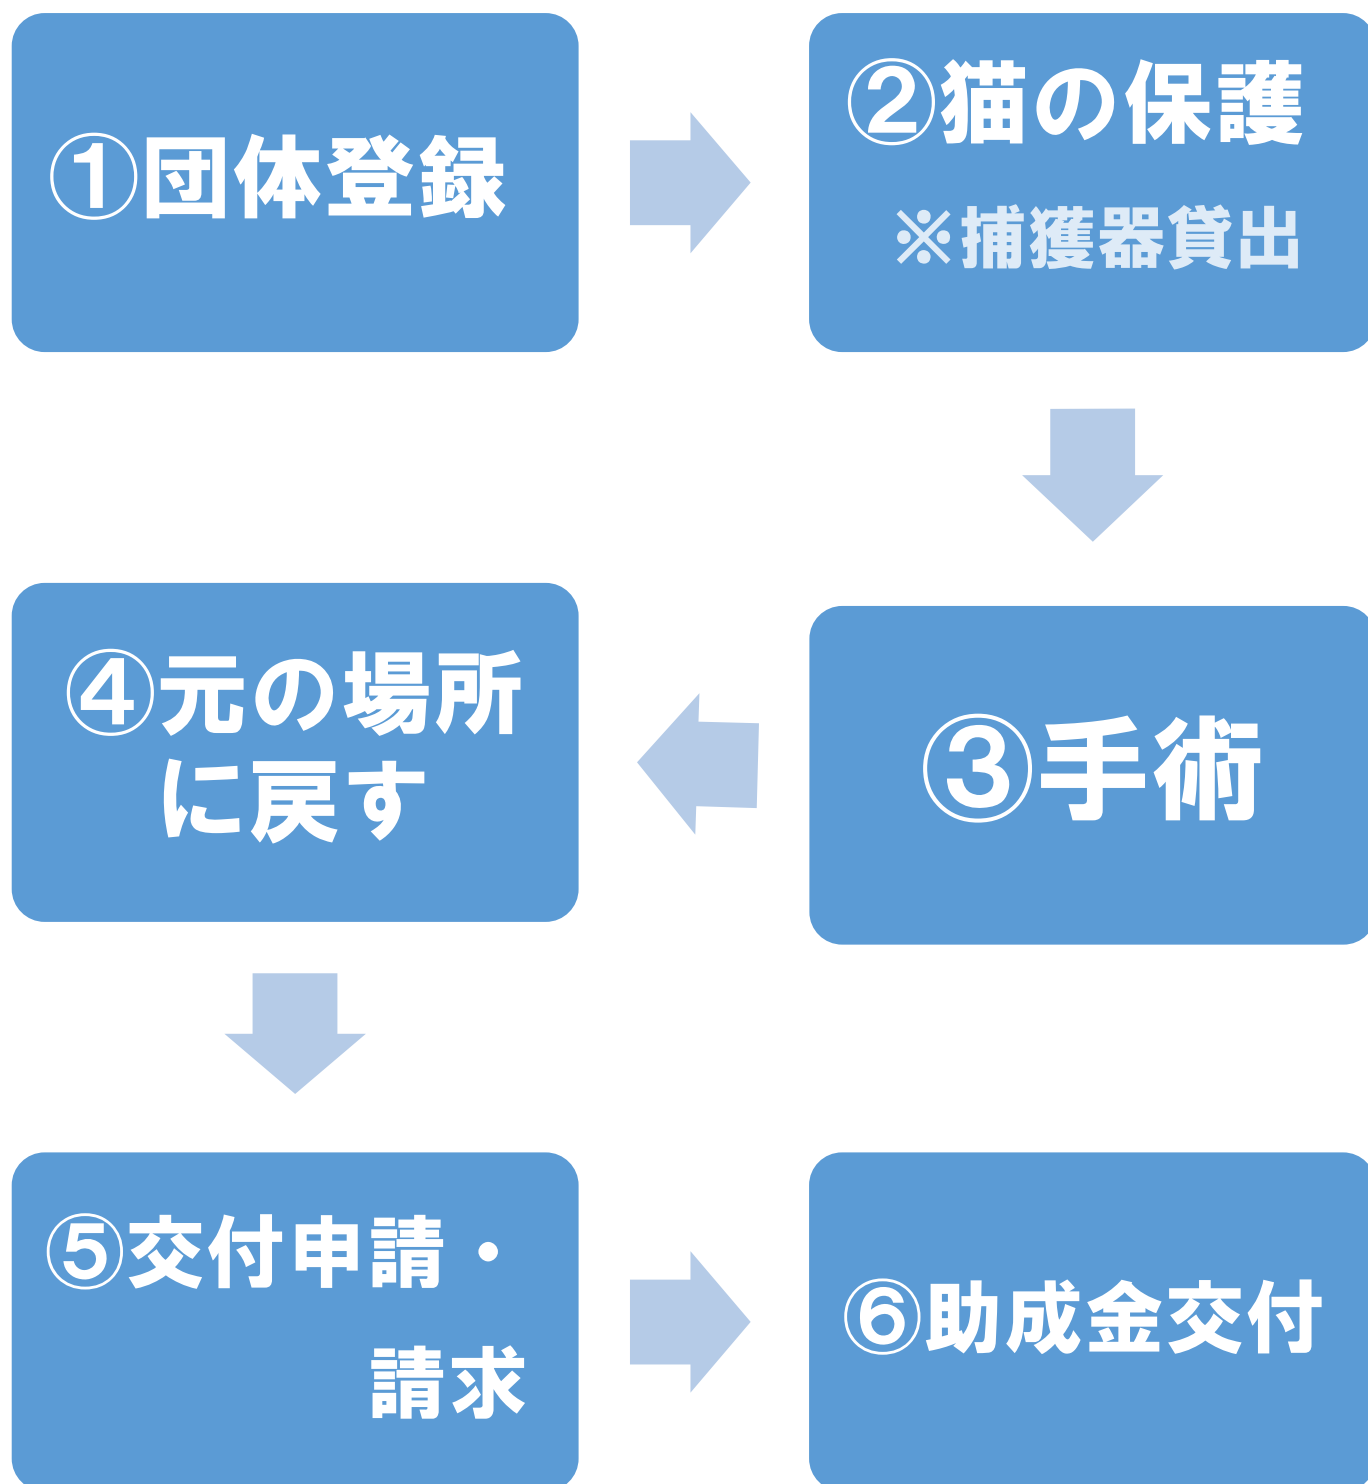 ①団体登録
②猫の保護
※捕獲器貸出
③手術
④元の場所
に戻す
⑤交付申請・
請求
⑥助成金交付